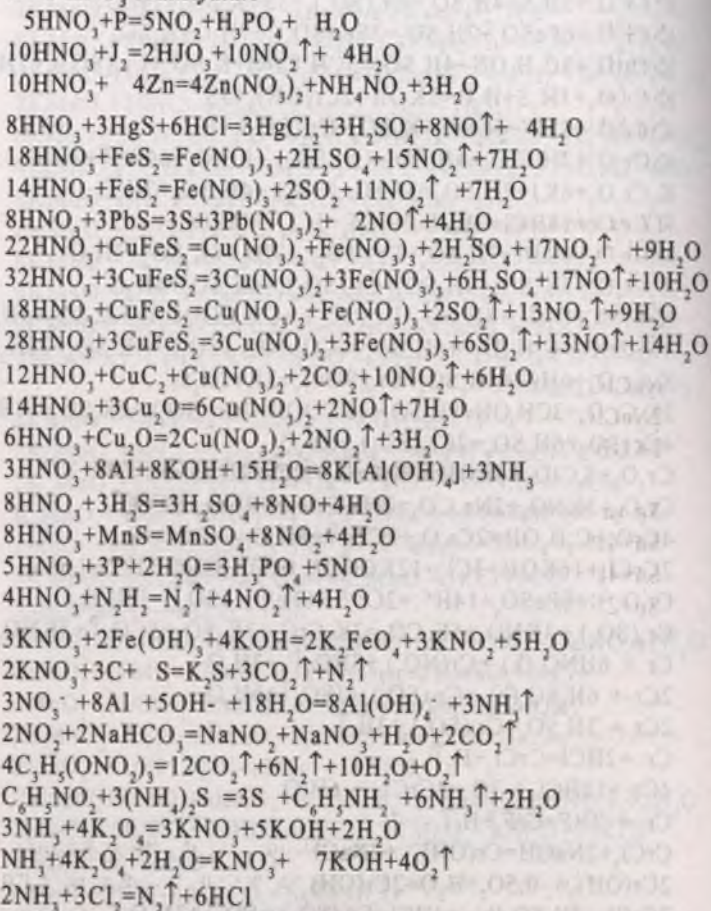 5HNO₃+P=5NO₂+H₃PO₄+ H₂O
10HNO₃+J₂=2HJO₃+10NO₂↑+ 4H₂O
10HNO₃+ 4Zn=4Zn(NO₃)₂+NH₄NO₃+3H₂O
8HNO₃+3HgS+6HCl=3HgCl₂+3H₂SO₄+8NO↑+ 4H₂O
18HNO₃+FeS₂=Fe(NO₃)₃+2H₂SO₄+15NO₂↑+7H₂O
14HNO₃+FeS₂=Fe(NO₃)₃+2SO₂+11NO₂↑ +7H₂O
8HNO₃+3PbS=3S+3Pb(NO₃)₂+ 2NO↑+4H₂O
22HNO₃+CuFeS₂=Cu(NO₃)₂+Fe(NO₃)₃+2H₂SO₄+17NO₂↑ +9H₂O
32HNO₃+3CuFeS₂=3Cu(NO₃)₂+3Fe(NO₃)₃+6H₂SO₄+17NO↑+10H₂O
18HNO₃+CuFeS₂=Cu(NO₃)₂+Fe(NO₃)₃+2SO₂↑+13NO₂↑+9H₂O
28HNO₃+3CuFeS₂=3Cu(NO₃)₂+3Fe(NO₃)₃+6SO₂↑+13NO↑+14H₂O
12HNO₃+CuC₂+Cu(NO₃)₂+2CO₂+10NO₂↑+6H₂O
14HNO₃+3Cu₂O=6Cu(NO₃)₂+2NO↑+7H₂O
6HNO₃+Cu₂O=2Cu(NO₃)₂+2NO₂↑+3H₂O
3HNO₃+8Al+8KOH+15H₂O=8K[Al(OH)₄]+3NH₃
8HNO₃+3H₂S=3H₂SO₄+8NO+4H₂O
8HNO₃+MnS=MnSO₄+8NO₂+4H₂O
5HNO₃+3P+2H₂O=3H₃PO₄+5NO
4HNO₃+N₂H₂=N₂↑+4NO₂↑+4H₂O
3KNO₃+2Fe(OH)₃+4KOH=2K₂FeO₄+3KNO₂+5H₂O
2KNO₃+3C+ S=K₂S+3CO₂↑+N₂↑
3NO₃⁻ +8Al +5OH- +18H₂O=8Al(OH)₄⁻ +3NH₃↑
2NO₂+2NaHCO₃=NaNO₂+NaNO₃+H₂O+2CO₂↑
4C₃H₅(ONO₂)₃=12CO₂↑+6N₂↑+10H₂O+O₂↑
C₆H₅NO₂+3(NH₄)₂S =3S +C₆H₅NH₂ +6NH₃↑+2H₂O
3NH₃+4K₂O₂=3KNO₃+5KOH+2H₂O
NH₃+4K₂O₄+2H₂O=KNO₃+ 7KOH+4O₂↑
2NH₃+3Cl₂=N₂↑+6HCl